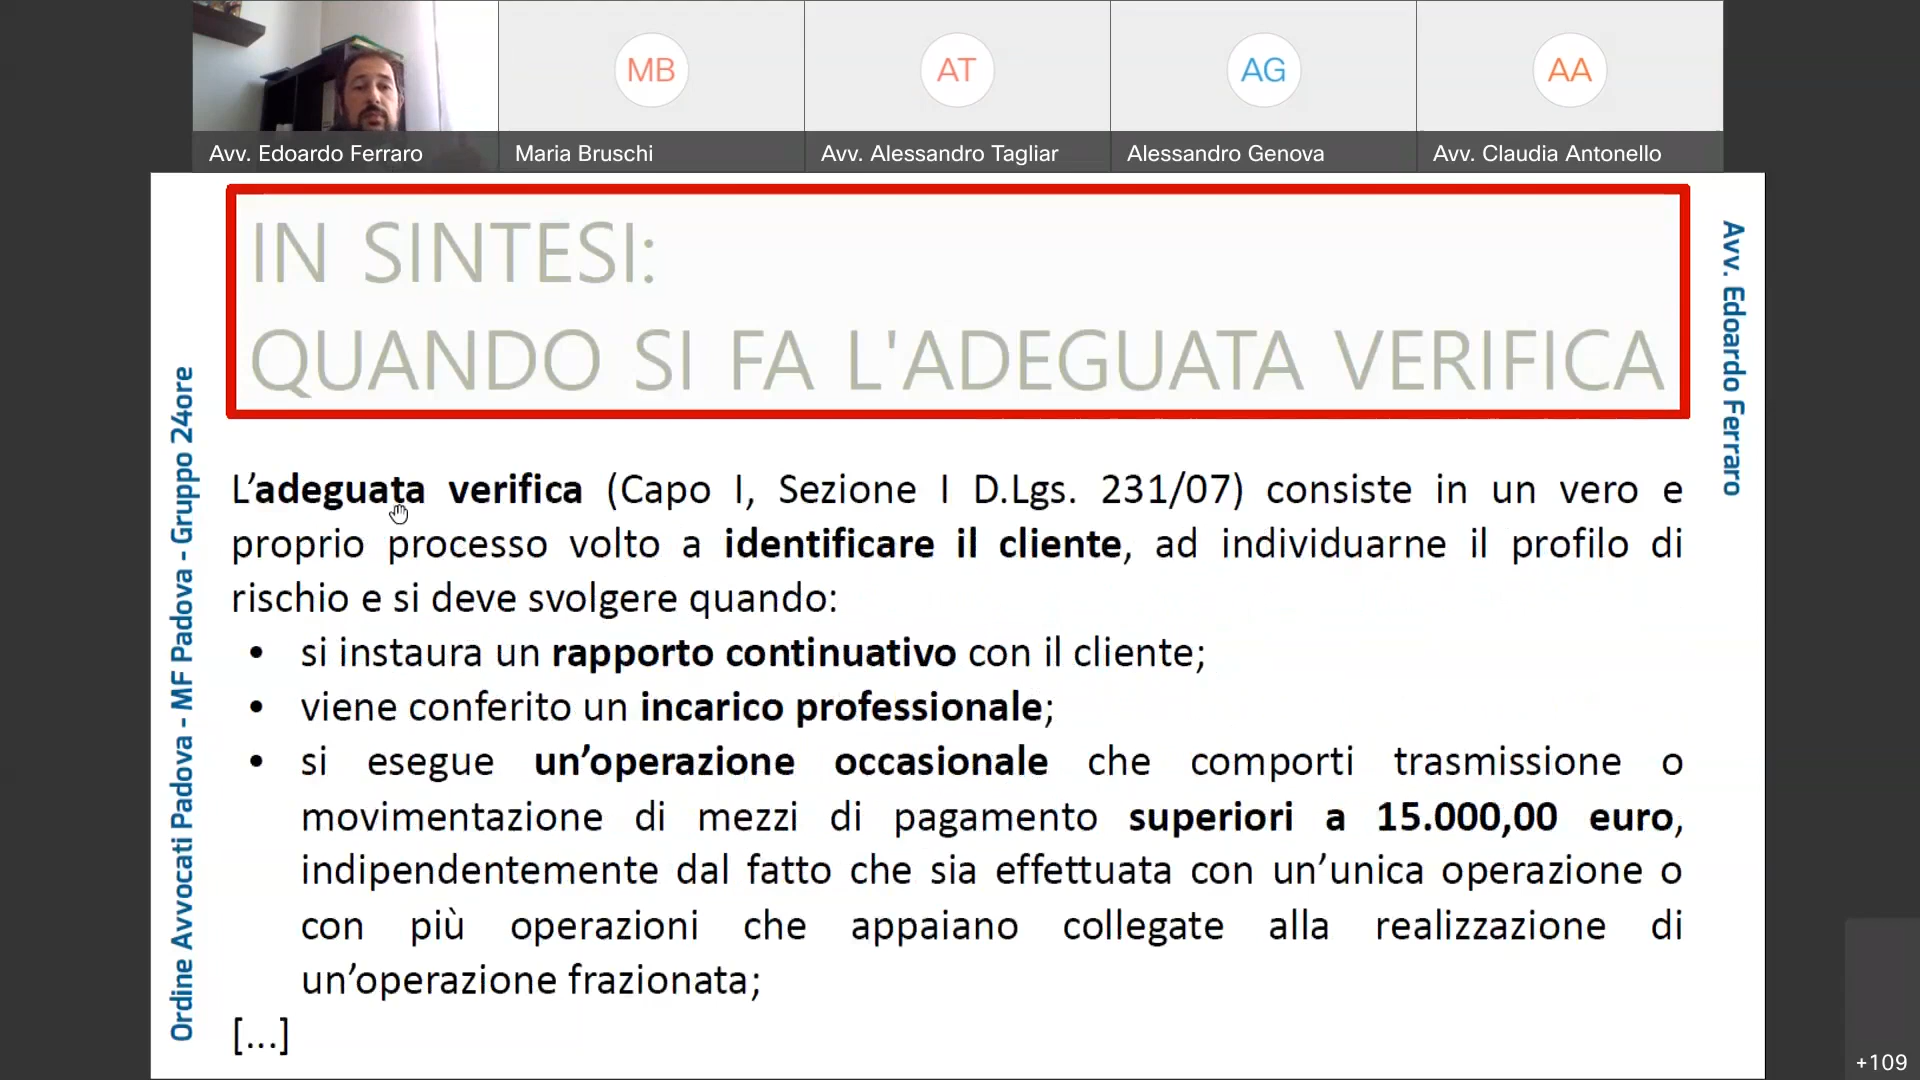 MB
AT
AG
AA
Avv. Edoardo Ferraro
Maria Bruschi
Avv. Alessandro Tagliar
Alessandro Genova
Avv. Claudia Antonello
IN SINTESI:
QUANDO SI FA L'ADEGUATA VERIFICA
Avv. Edoardo Ferraro
Ordine Avvocati Padova - MF Padova - Gruppo 24ore
L’adeguata verifica (Capo I, Sezione I D.Lgs. 231/07) consiste in un vero e
proprio processo volto a identificare il cliente, ad individuarne il profilo di
rischio e si deve svolgere quando:
• si instaura un rapporto continuativo con il cliente;
• viene conferito un incarico professionale;
• si esegue un’operazione occasionale che comporti trasmissione o
movimentazione di mezzi di pagamento superiori a 15.000,00 euro,
indipendentemente dal fatto che sia effettuata con un’unica operazione o
con più operazioni che appaiano collegate alla realizzazione di
un’operazione frazionata;
[...]
+109